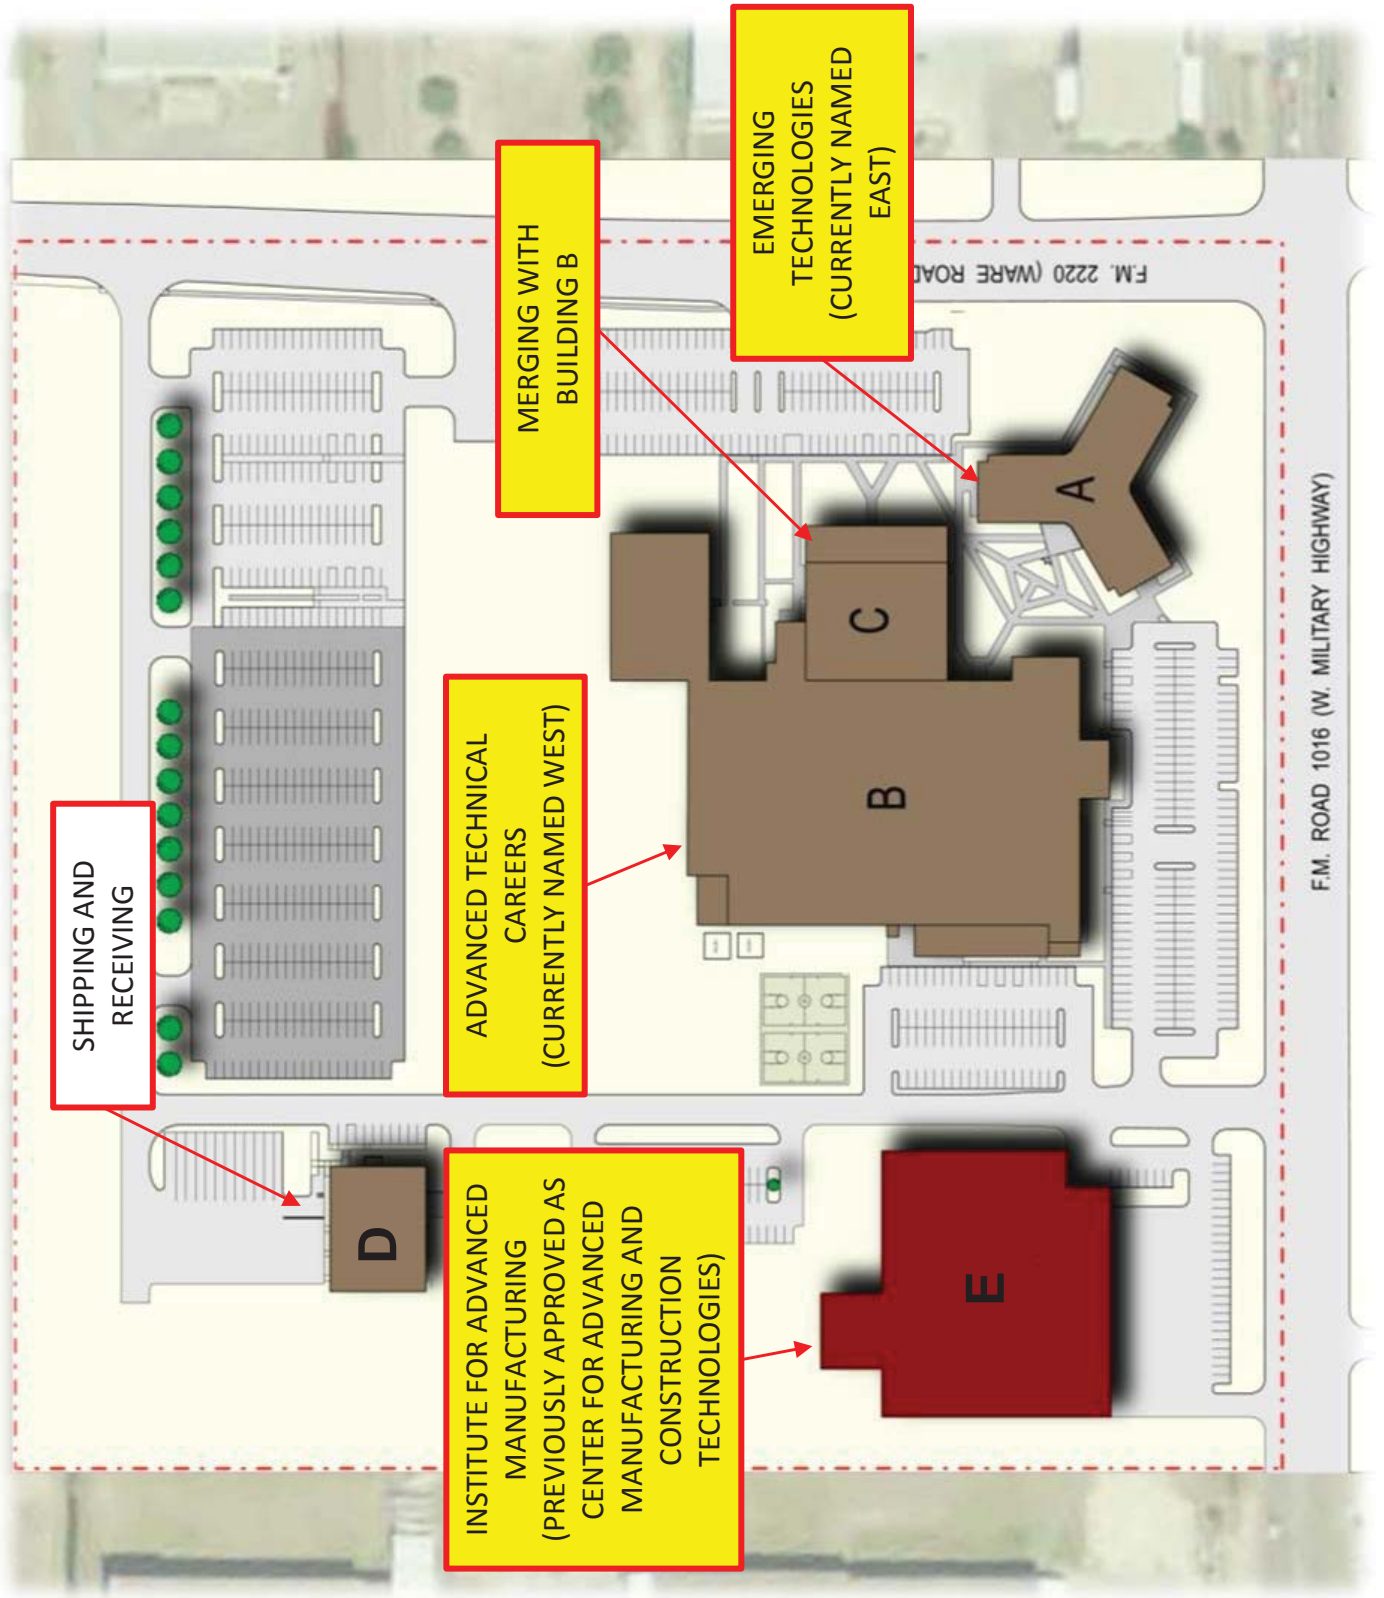 SHIPPING AND
RECEIVING
ADVANCED TECHNICAL
CAREERS
(CURRENTLY NAMED WEST)
MERGING WITH
BUILDING B
EMERGING
TECHNOLOGIES
(CURRENTLY NAMED
EAST)
INSTITUTE FOR ADVANCED
MANUFACTURING
(PREVIOUSLY APPROVED AS
CENTER FOR ADVANCED
MANUFACTURING AND
CONSTRUCTION
TECHNOLOGIES)
D
E
B
C
A
F.M. 2220 (WARE ROAD
F.M. ROAD 1016 (W. MILITARY HIGHWAY)